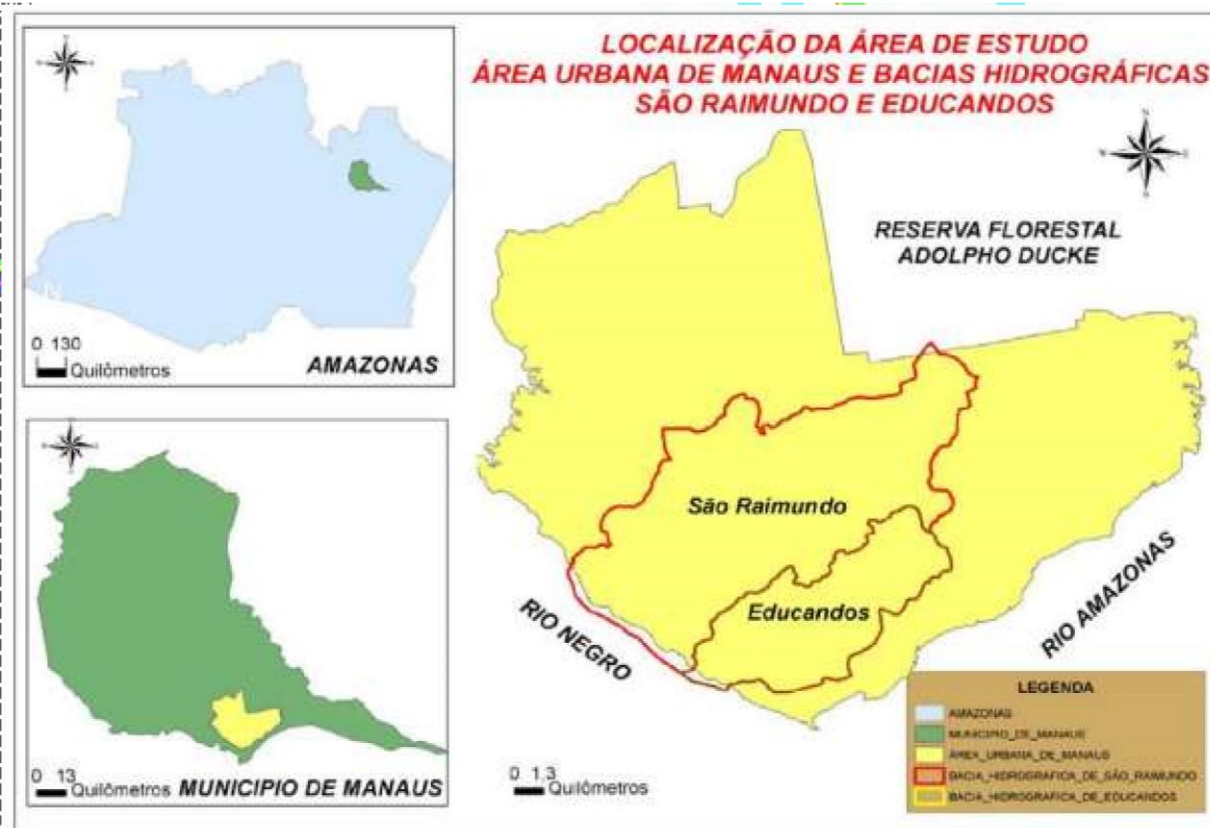 LOCALIZAÇÃO DA ÁREA DE ESTUDO
ÁREA URBANA DE MANAUS E BACIAS HIDROGRÁFICAS
SÃO RAIMUNDO E EDUCANDOS
0 130
Quilômetros
AMAZONAS
0 13
Quilômetros
MUNICIPIO DE MANAUS
RESERVA FLORESTAL
ADOLPHO DUCKE
São Raimundo
Educandos
RIO NEGRO
RIO AMAZONAS
0 1.3
Quilômetros
LEGENDA
AMAZONAS
MUNICIPIO_DE_MANAUS
ÁREA_URBANA_DE_MANAUS
BACIA_HIDROGRAFICA_DE_SÃO_RAIMUNDO
BACIA_HIDROGRAFICA_DE_EDUCANDOS